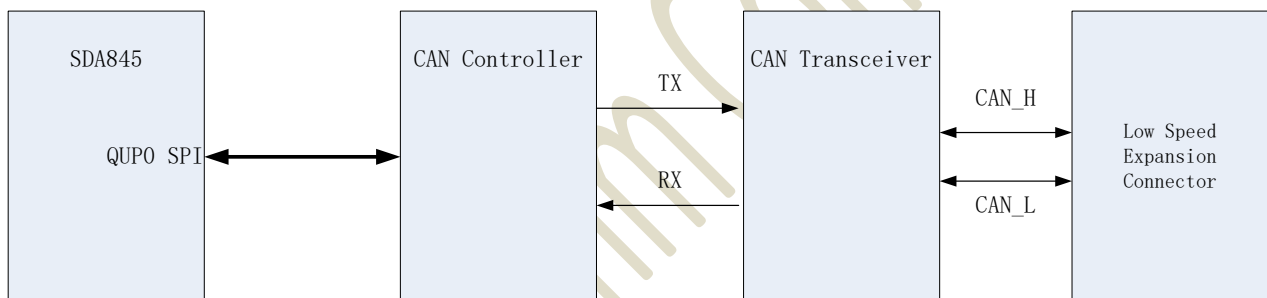 SDA845
CAN Controller
CAN Transceiver
TX
CAN_H
Low Speed
Expansion
Connector
QUP0 SPI
RX
CAN_L